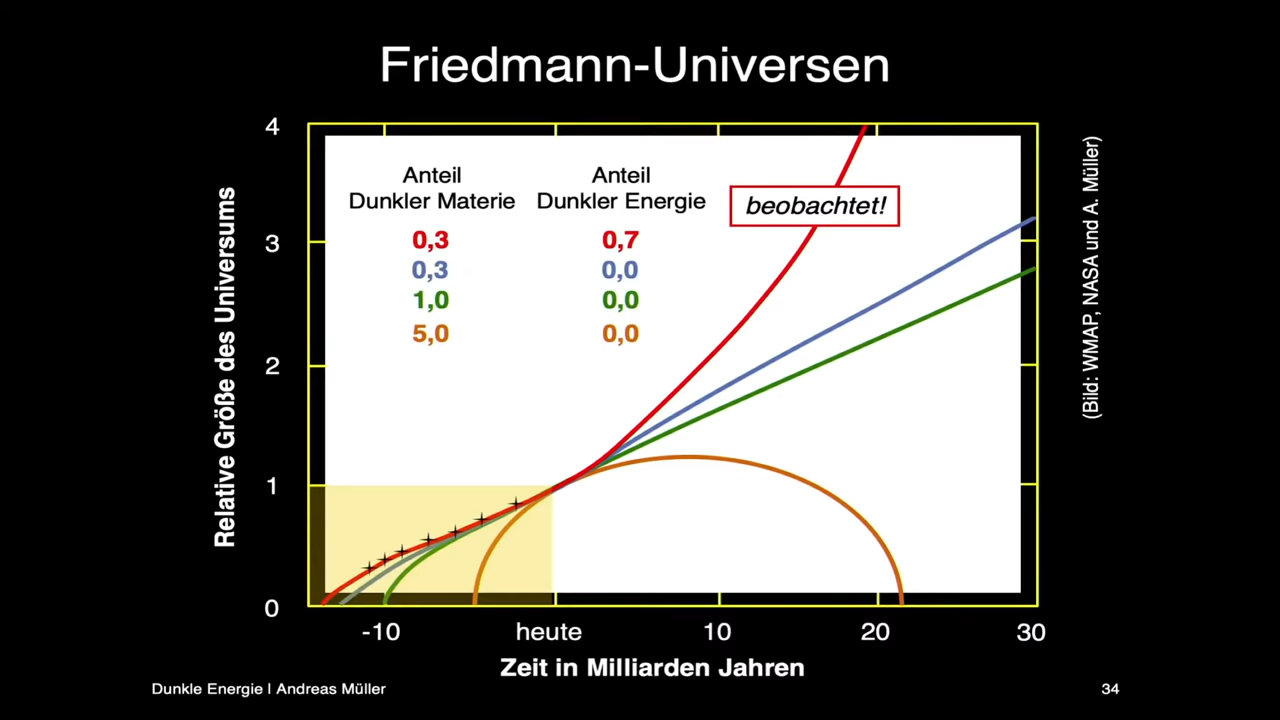 Friedmann-Universen
4
3
2
1
0
Relative Größe des Universums
Anteil Dunkler Materie
Anteil Dunkler Energie
0,3 0,7
0,3 0,0
1,0 0,0
5,0 0,0
beobachtet!
(Bild: WMAP, NASA und A. Müller)
-10 heute 10 20 30
Zeit in Milliarden Jahren
Dunkle Energie | Andreas Müller
34